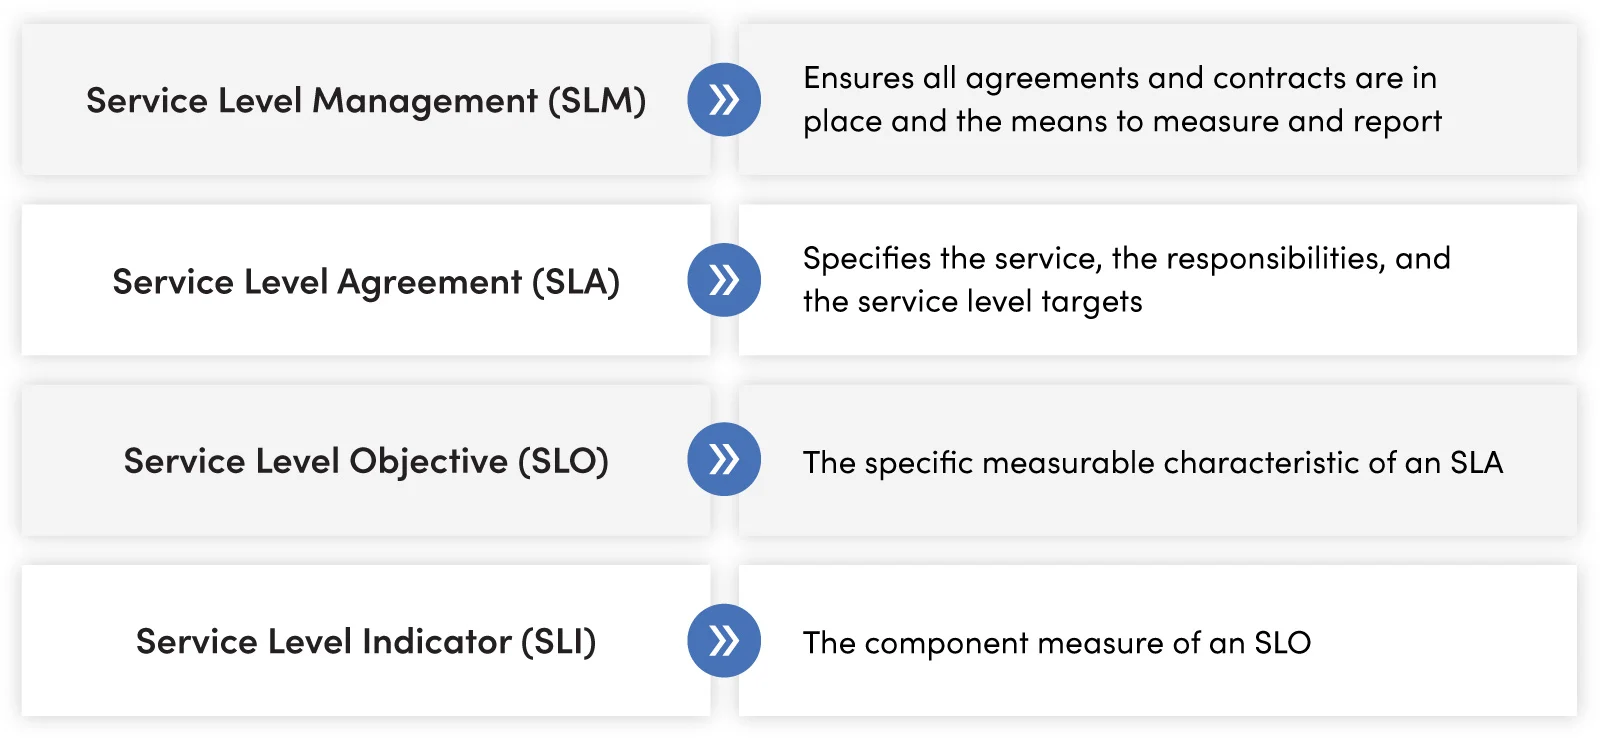 Service Level Management (SLM)
Ensures all agreements and contracts are in
place and the means to measure and report
Service Level Agreement (SLA)
Specifies the service, the responsibilities, and
the service level targets
Service Level Objective (SLO)
The specific measurable characteristic of an SLA
Service Level Indicator (SLI)
The component measure of an SLO